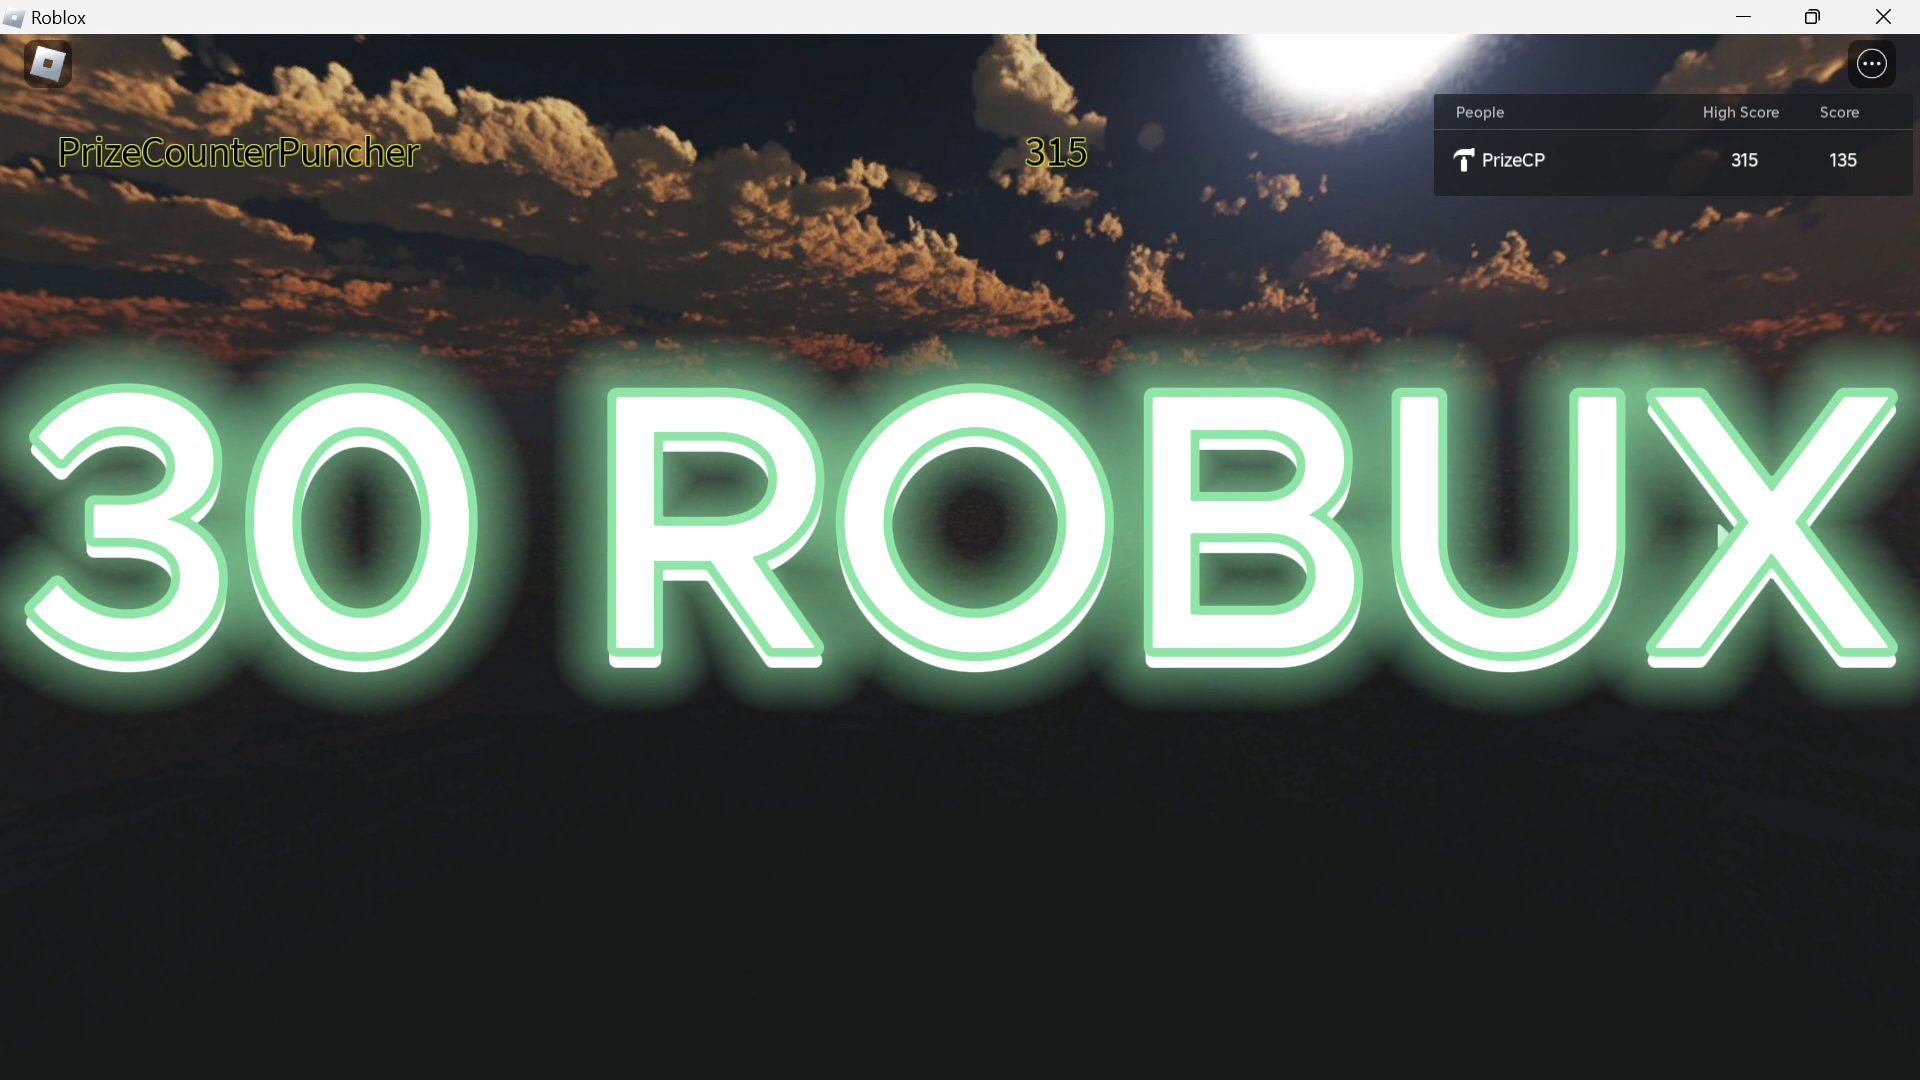 Roblox
People High Score Score
PrizeCounterPuncher 315
PrizeCP 315 135
30 ROBUX